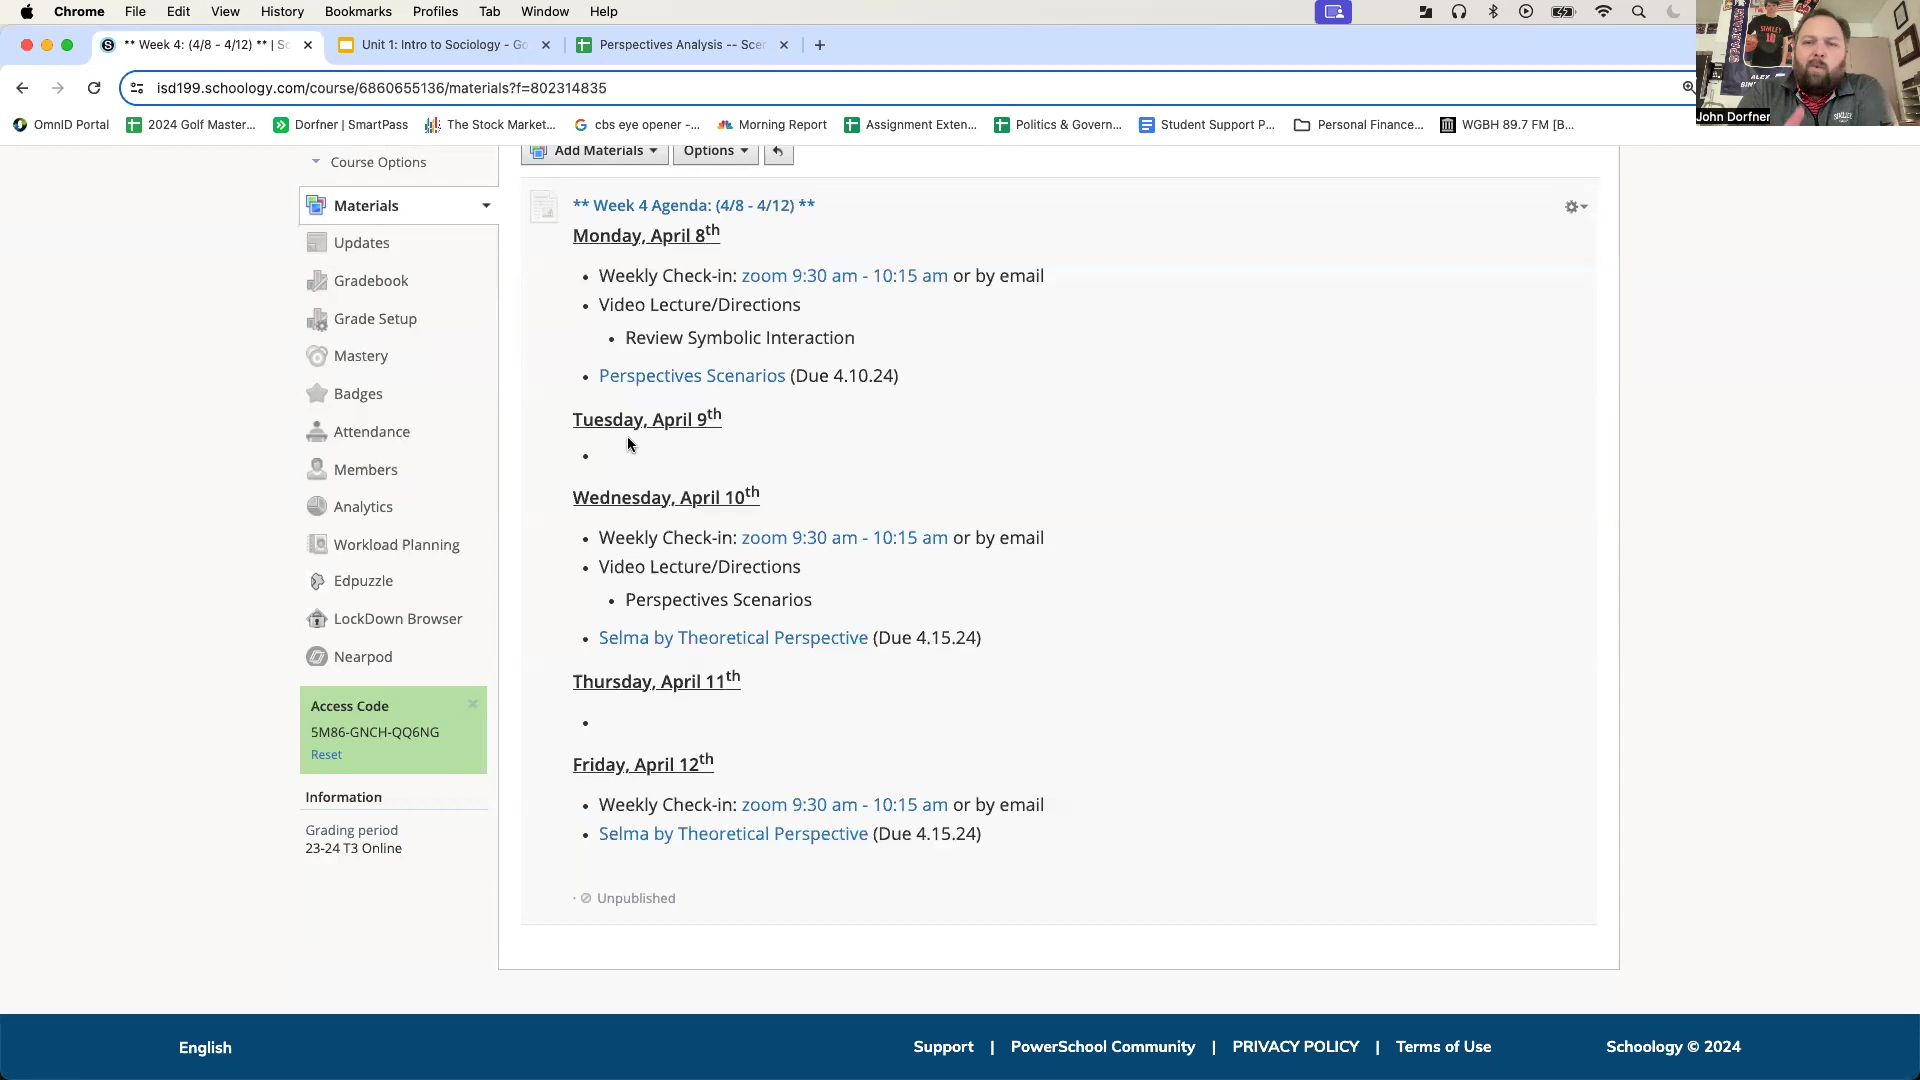 Chrome File Edit View History Bookmarks Profiles Tab Window Help
** Week 4: (4/8 - 4/12) ** | Sc
Unit 1: Intro to Sociology - Go
Perspectives Analysis -- Scen
isd199.schoology.com/course/6860655136/materials?f=802314835
OmnID Portal
2024 Golf Master...
Dorfner | SmartPass
The Stock Market...
cbs eye opener -...
Morning Report
Assignment Exten...
Politics & Govern...
Student Support P...
Personal Finance...
WGBH 89.7 FM [B...
SIMLEY
John Dorfner
Course Options
Materials
Updates
Gradebook
Grade Setup
Mastery
Badges
Attendance
Members
Analytics
Workload Planning
Edpuzzle
LockDown Browser
Nearpod
Access Code
5M86-GNCH-QQ6NG
Reset
Information
Grading period
23-24 T3 Online
Add Materials
Options
** Week 4 Agenda: (4/8 - 4/12) **
Monday, April 8th
• Weekly Check-in: zoom 9:30 am - 10:15 am or by email
• Video Lecture/Directions
• Review Symbolic Interaction
• Perspectives Scenarios (Due 4.10.24)
Tuesday, April 9th
•
Wednesday, April 10th
• Weekly Check-in: zoom 9:30 am - 10:15 am or by email
• Video Lecture/Directions
• Perspectives Scenarios
• Selma by Theoretical Perspective (Due 4.15.24)
Thursday, April 11th
•
Friday, April 12th
• Weekly Check-in: zoom 9:30 am - 10:15 am or by email
• Selma by Theoretical Perspective (Due 4.15.24)
· Unpublished
English
Support | PowerSchool Community | PRIVACY POLICY | Terms of Use
Schoology © 2024